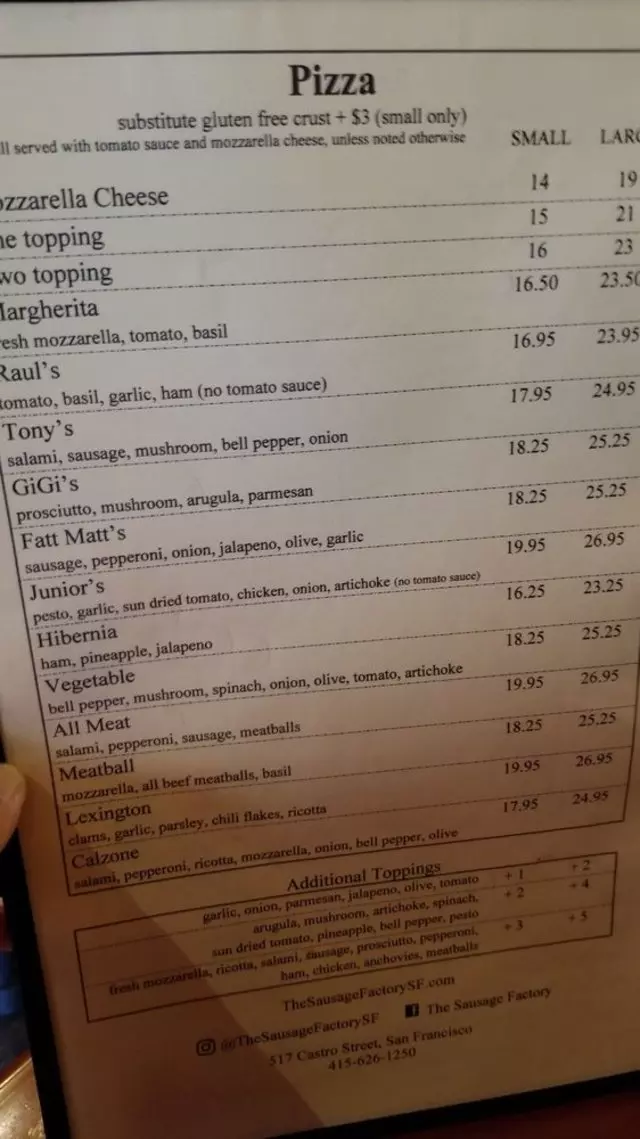 Pizza
substitute gluten free crust + $3 (small only)
ll served with tomato sauce and mozzarella cheese, unless noted otherwise SMALL LARG
ozzarella Cheese 14 19
ne topping 15 21
wo topping 16 23
Margherita 16.50 23.50
resh mozzarella, tomato, basil
Raul's 16.95 23.95
tomato, basil, garlic, ham (no tomato sauce)
Tony's 17.95 24.95
salami, sausage, mushroom, bell pepper, onion
GiGi's 18.25 25.25
prosciutto, mushroom, arugula, parmesan
Fatt Matt's 18.25 25.25
sausage, pepperoni, onion, jalapeno, olive, garlic
Junior's 19.95 26.95
pesto, garlic, sun dried tomato, chicken, onion, artichoke (no tomato sauce)
Hibernia 16.25 23.25
ham, pineapple, jalapeno
Vegetable 18.25 25.25
bell pepper, mushroom, spinach, onion, olive, tomato, artichoke
All Meat 19.95 26.95
salami, pepperoni, sausage, meatballs
Meatball 18.25 25.25
mozzarella, all beef meatballs, basil
Lexington 19.95 26.95
clams, garlic, parsley, chili flakes, ricotta
Calzone 17.95 24.95
salami, pepperoni, ricotta, mozzarella, onion, bell pepper, olive
Additional Toppings
garlic, onion, parmesan, jalapeno, olive, tomato + 1 + 2
arugula, mushroom, artichoke, spinach, + 2 + 4
sun dried tomato, pineapple, bell pepper, pesto
fresh mozzarella, ricotta, salami, sausage, prosciutto, pepperoni, + 3 + 5
ham, chicken, anchovies, meatballs
TheSausageFactorySF.com
@TheSausageFactorySF The Sausage Factory
517 Castro Street, San Francisco
415-626-1250